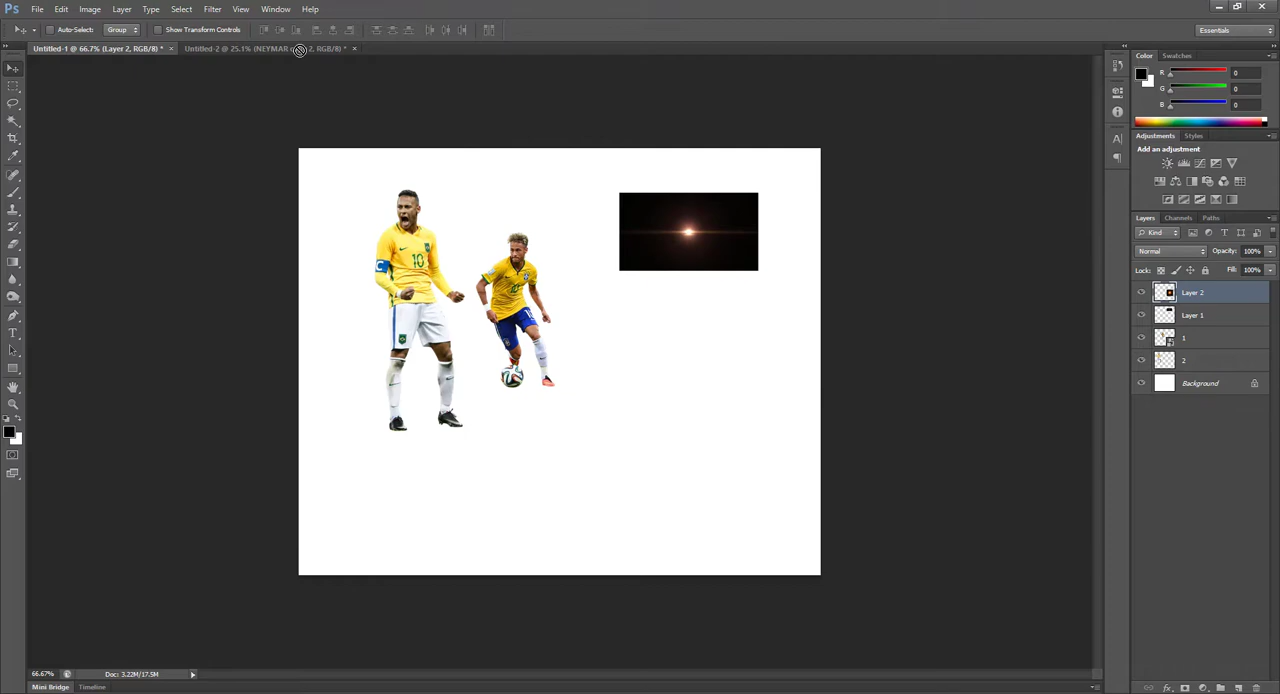 Ps File Edit Image Layer Type Select Filter View Window Help
Auto-Select: Group Show Transform Controls Essentials
Untitled-1 @ 66.7% (Layer 2, RGB/8) * × Untitled-2 @ 25.1% (NEYMAR 2, RGB/8) * ×
Color Swatches
R 0
G 0
B 0
Adjustments Styles
Add an adjustment
Layers Channels Paths
Kind
Normal Opacity: 100%
Lock: Fill: 100%
Layer 2
Layer 1
1
2
Background
10
C
66.67% Doc: 3.22M/17.5M
Mini Bridge Timeline